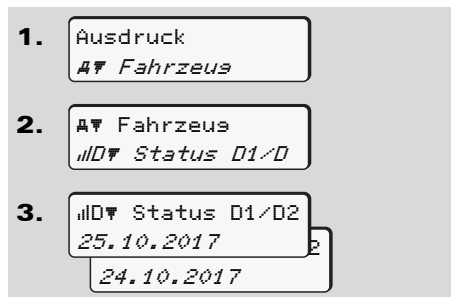 1.
Ausdruck
Fahrzeug
2.
Fahrzeug
D▼ Status D1/D
3.
D▼ Status D1/D2
25.10.2017
2
24.10.2017